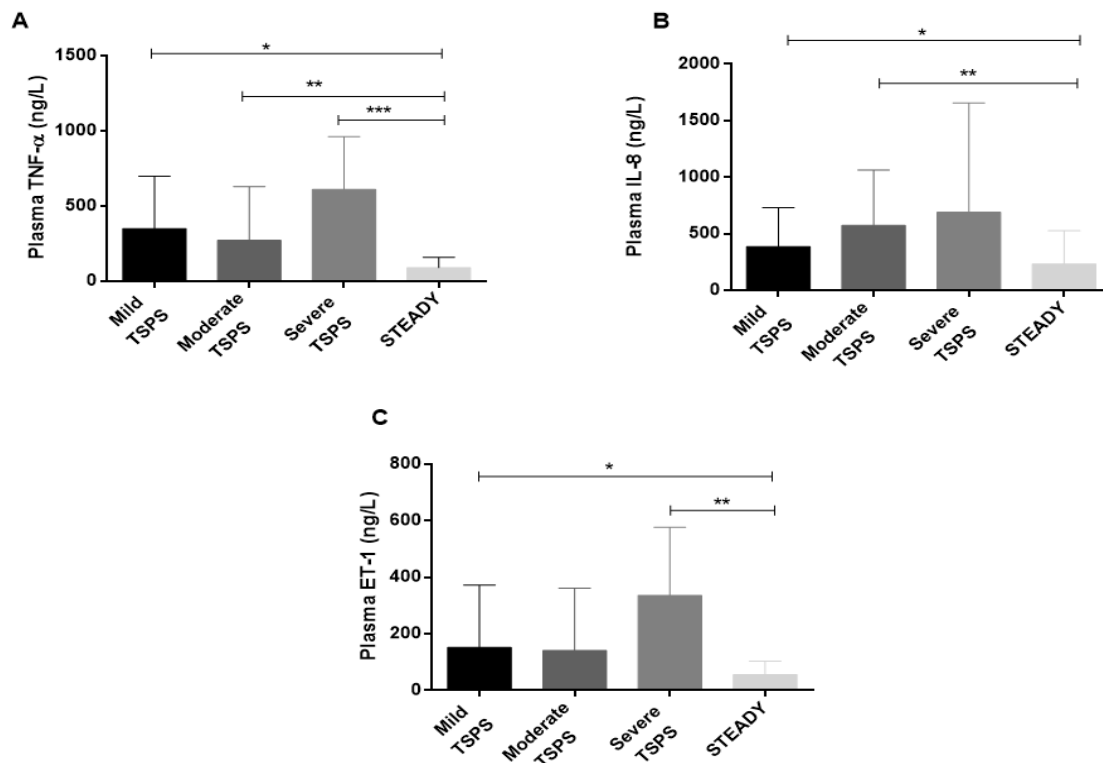 A
Plasma TNF-α (ng/L)
1500
1000
500
0
*
**
***
Mild
TSPS
Moderate
TSPS
Severe
TSPS
STEADY
B
Plasma IL-8 (ng/L)
2000
1500
1000
500
0
*
**
Mild
TSPS
Moderate
TSPS
Severe
TSPS
STEADY
C
Plasma ET-1 (ng/L)
800
600
400
200
0
*
**
Mild
TSPS
Moderate
TSPS
Severe
TSPS
STEADY